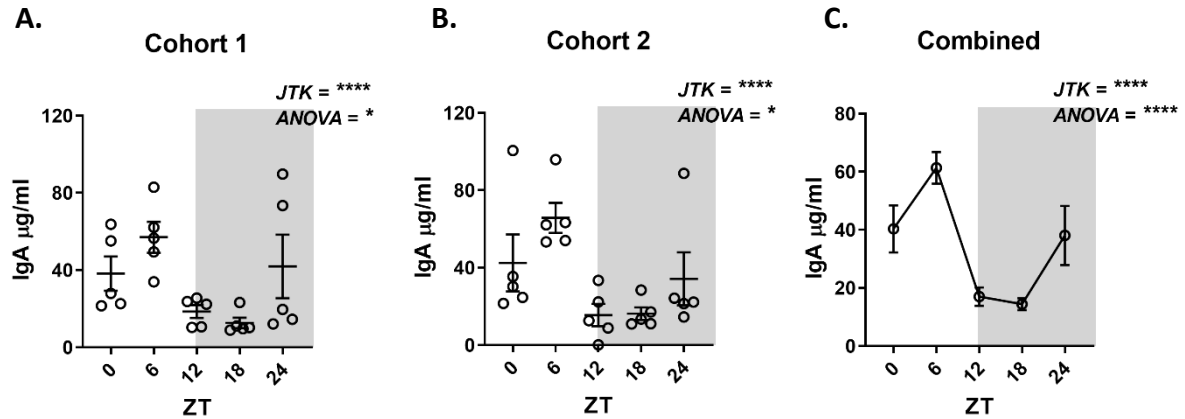 A.
Cohort 1
JTK = ****
ANOVA = *
120
80
40
0
IgA μg/ml
0 6 12 18 24
ZT
B.
Cohort 2
JTK = ****
ANOVA = *
120
80
40
0
IgA μg/ml
0 6 12 18 24
ZT
C.
Combined
JTK = ****
ANOVA = ****
80
60
40
20
0
IgA μg/ml
0 6 12 18 24
ZT